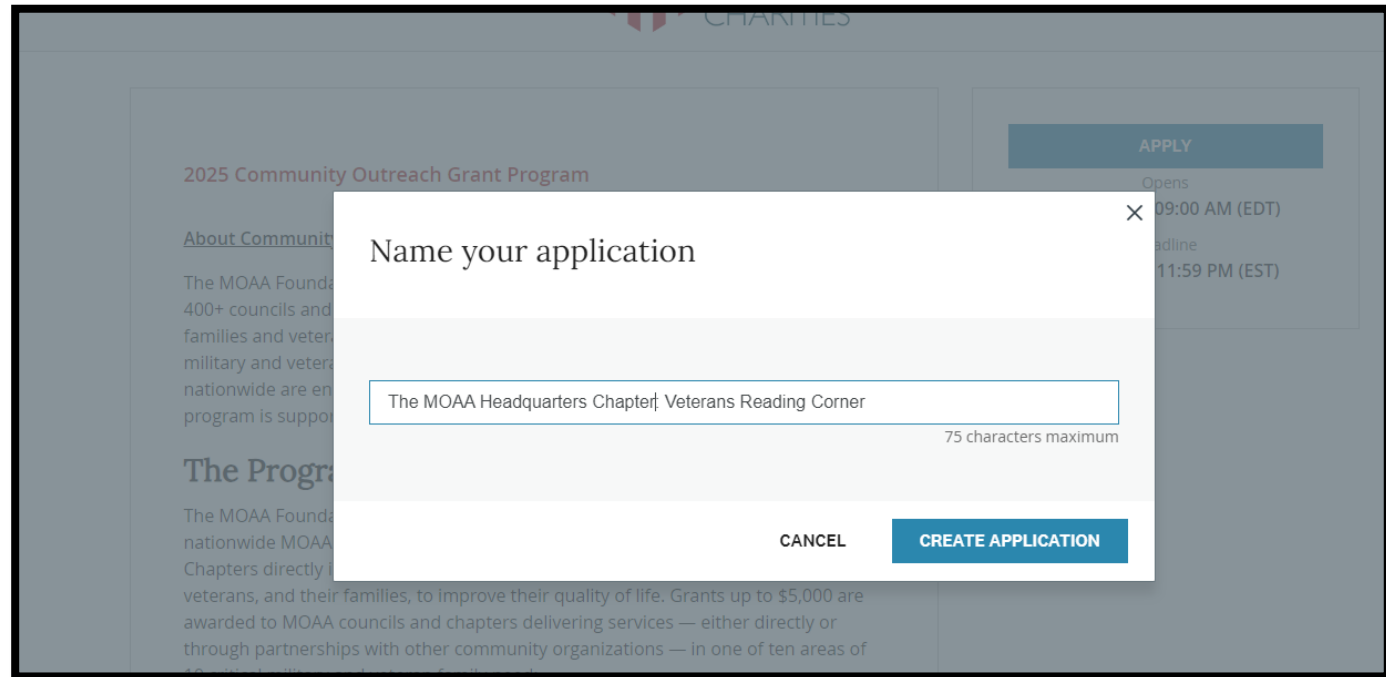 CHARITIES
2025 Community Outreach Grant Program
About Communit
The MOAA Founda
400+ councils and
families and veter
military and vetera
nationwide are en
program is suppor
The Progra
The MOAA Founda
nationwide MOAA
Chapters directly i
veterans, and their families, to improve their quality of life. Grants up to $5,000 are
awarded to MOAA councils and chapters delivering services — either directly or
through partnerships with other community organizations — in one of ten areas of
APPLY
Opens
09:00 AM (EDT)
adline
11:59 PM (EST)
Name your application
The MOAA Headquarters Chapter: Veterans Reading Corner
75 characters maximum
CANCEL
CREATE APPLICATION